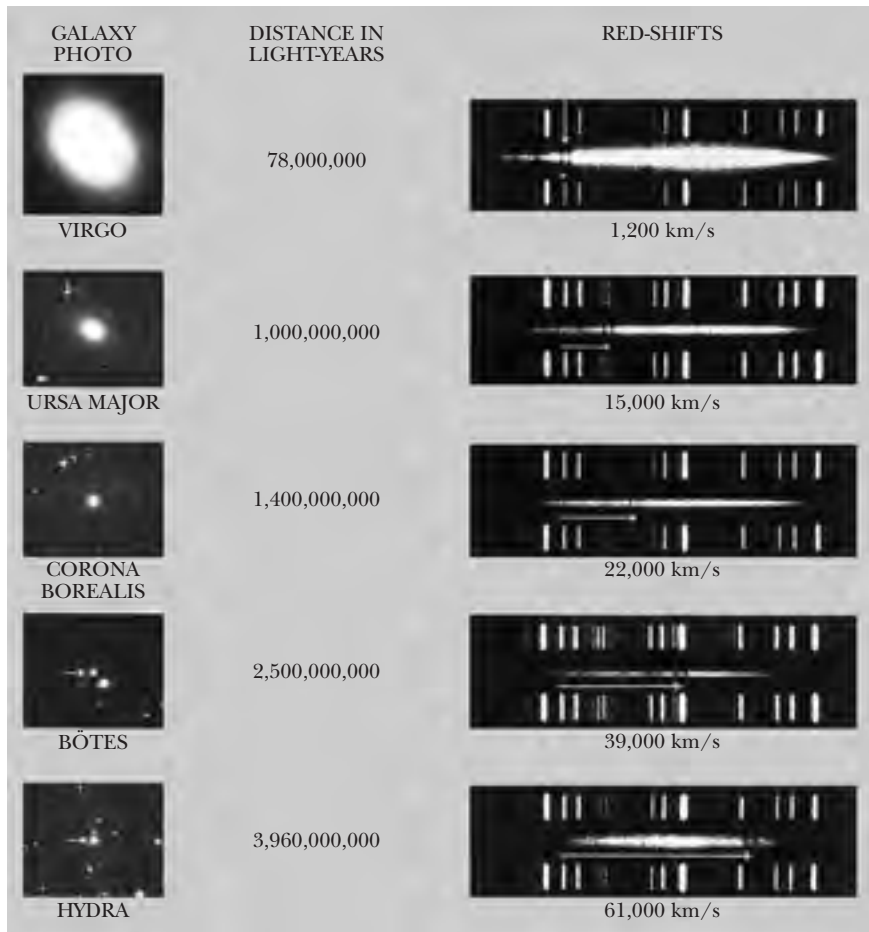 GALAXY
PHOTO
DISTANCE IN
LIGHT-YEARS
RED-SHIFTS
78,000,000
VIRGO
1,200 km/s
1,000,000,000
URSA MAJOR
15,000 km/s
1,400,000,000
CORONA
BOREALIS
22,000 km/s
2,500,000,000
BÖTES
39,000 km/s
3,960,000,000
HYDRA
61,000 km/s